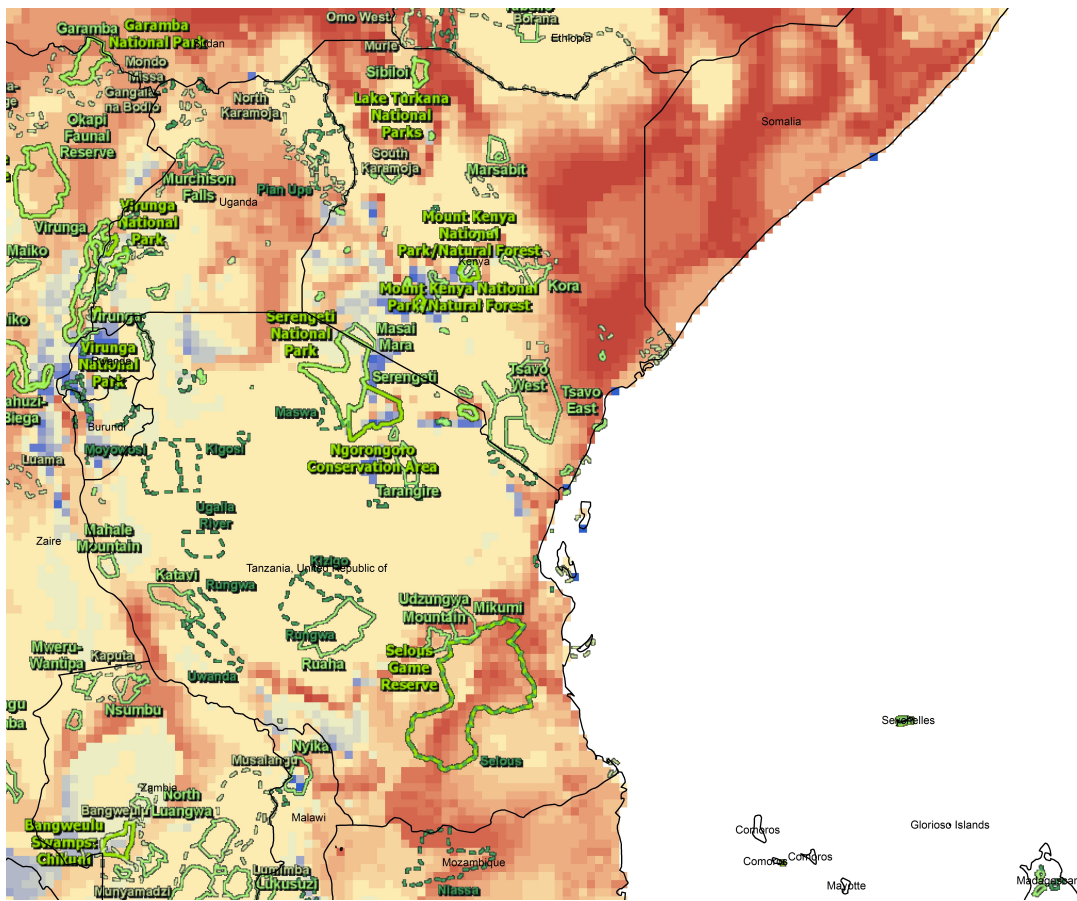 Omo West
Borana
Ethiopia
Garamba
Garamba
National Park
Sudan
Murle
Sibiloi
Mondo
Missa
Gangala-
na Bodio
North
Karamoja
Lake Turkana
National
Parks
Somalia
Okapi
Faunal
Reserve
South
Karamoja
Marsabit
Murchison
Falls
Pian Upe
Uganda
Virunga
National
Park
Virunga
Maiko
Mount Kenya
National
Park/Natural Forest
Kenya
Kora
Mount Kenya National
Park/Natural Forest
Virunga
Serengeti
National
Park
Masai
Mara
Virunga
National
Park
Rwanda
Serengeti
Tsavo
West
Tsavo
East
ahuzi-
Biega
Maswa
Burundi
Moyowosi
Kigosi
Luama
Ngorongoro
Conservation Area
Tarangire
Ugalla
River
Mahale
Mountain
Zaire
Kizigo
Tanzania, United Republic of
Katavi
Rungwa
Udzungwa
Mountain
Mikumi
Rungwa
Ruaha
Selous
Game
Reserve
Mweru-
Wantipa
Kaputa
Uwanda
Nsumbu
Seychelles
Nyika
Musalangu
Selous
Zambia
Bangweulu
North
Luangwa
Malawi
Bangweulu
Swamps:
Chikuni
Comoros
Glorioso Islands
Comoros
Comoros
Mozambique
Lumimba
Lukusuzi
Munyamadzi
Niassa
Mayotte
Madagascar